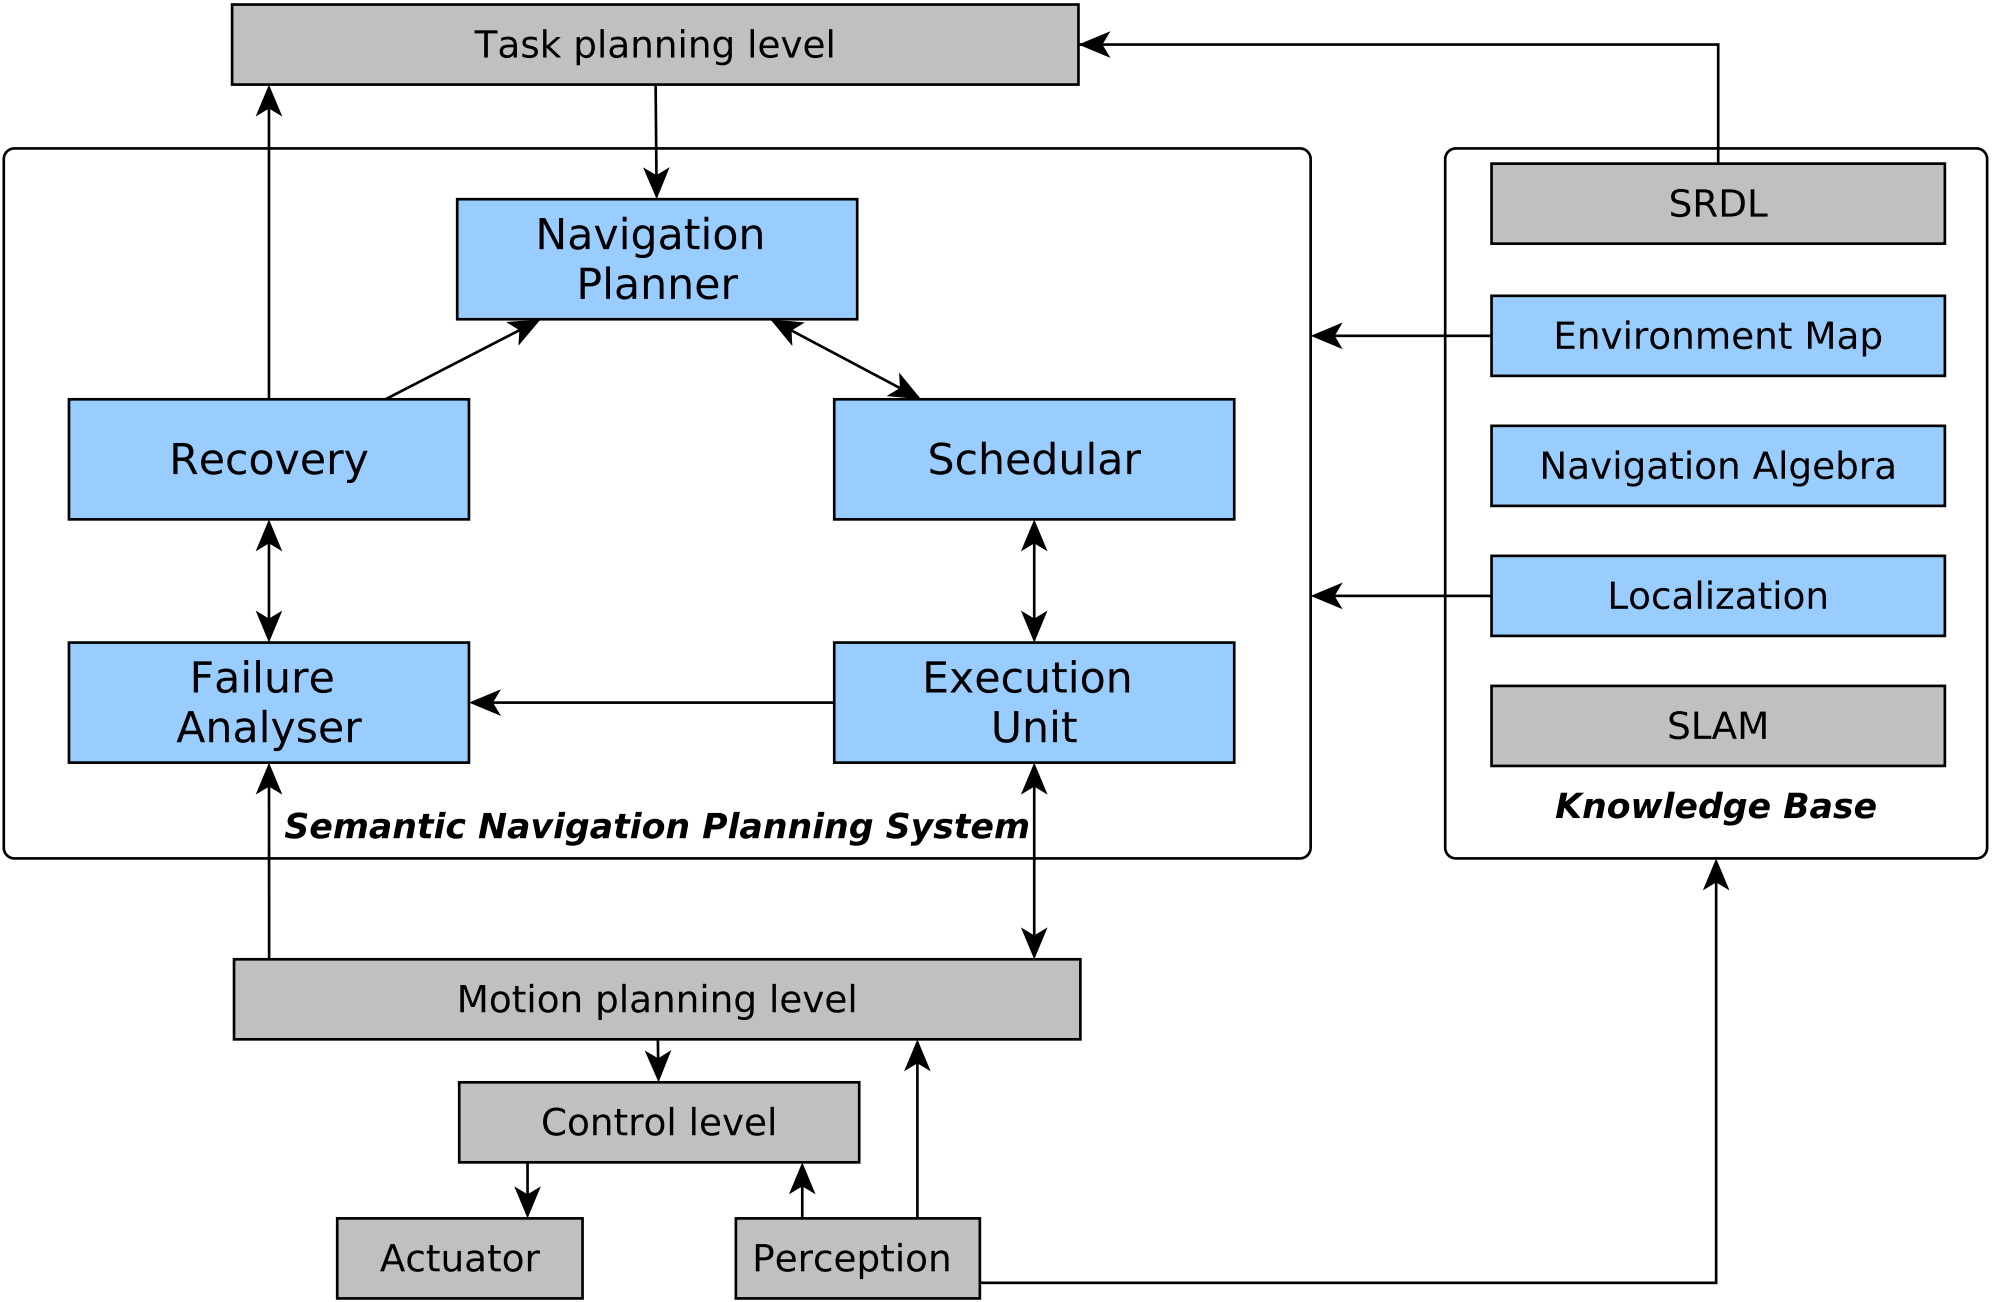 Task planning level
Navigation
Planner
Recovery
Schedular
Failure
Analyser
Execution
Unit
Semantic Navigation Planning System
SRDL
Environment Map
Navigation Algebra
Localization
SLAM
Knowledge Base
Motion planning level
Control level
Actuator
Perception